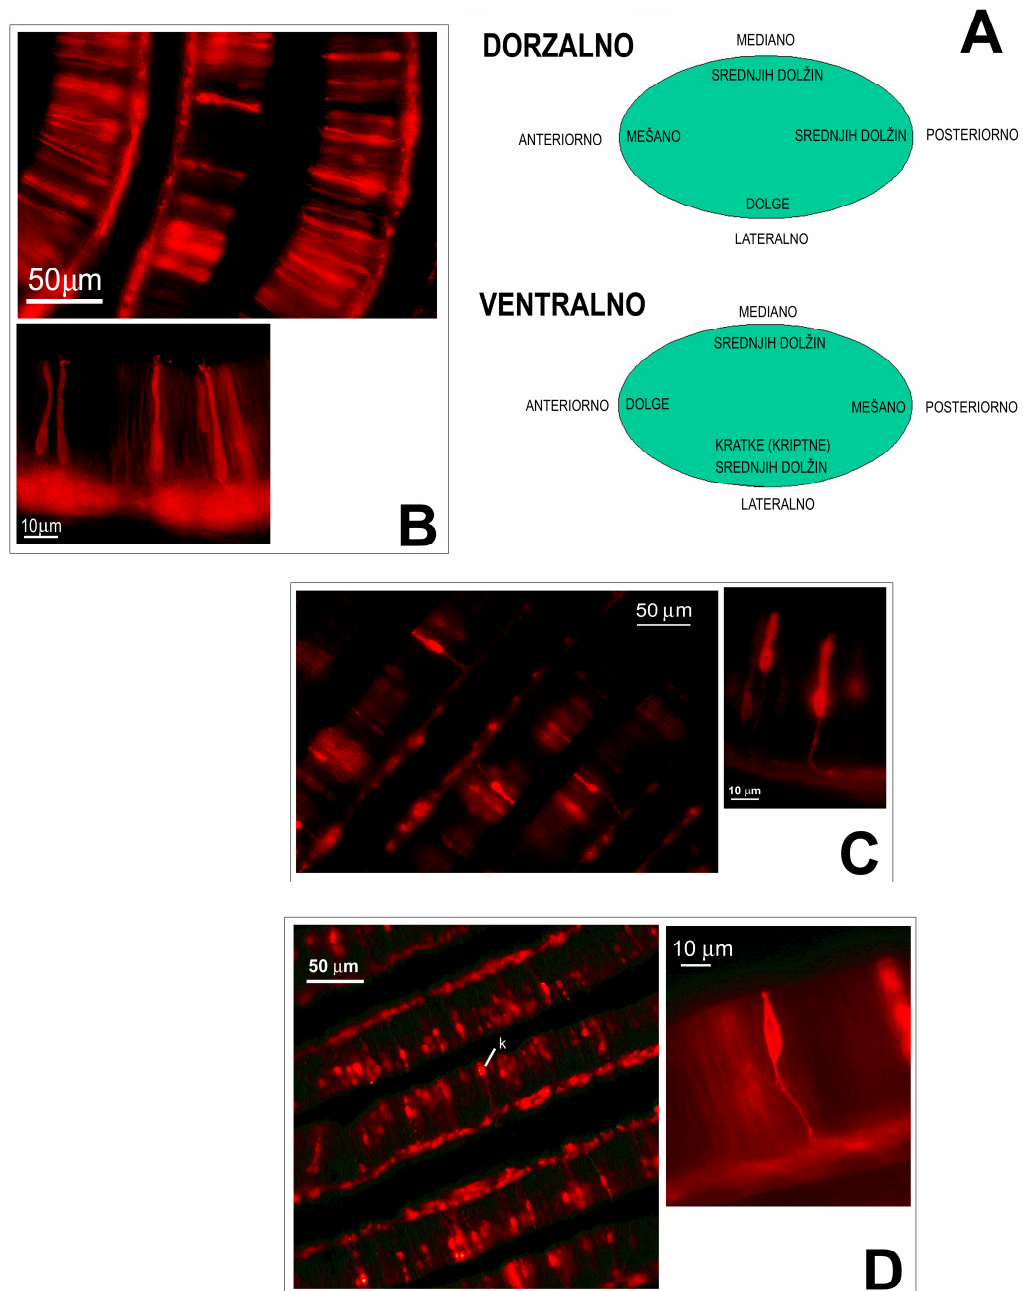 A
DORZALNO
MEDIANO
SREDNJIH DOLŽIN
ANTERIORNO
MEŠANO
SREDNJIH DOLŽIN
POSTERIORNO
DOLGE
LATERALNO
VENTRALNO
MEDIANO
SREDNJIH DOLŽIN
ANTERIORNO
DOLGE
MEŠANO
POSTERIORNO
KRATKE (KRIPTNE)
SREDNJIH DOLŽIN
LATERALNO
50µm
10µm
B
50 µm
10 µm
C
50 µm
k
10 µm
D